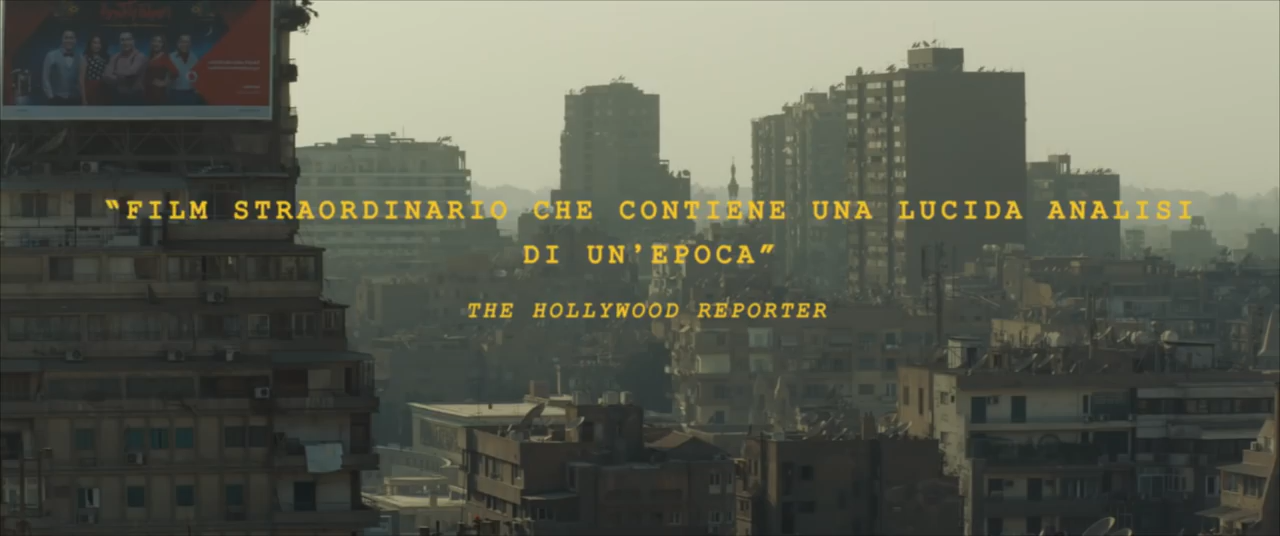 “FILM STRAORDINARIO CHE CONTIENE UNA LUCIDA ANALISI
DI UN’EPOCA”
THE HOLLYWOOD REPORTER